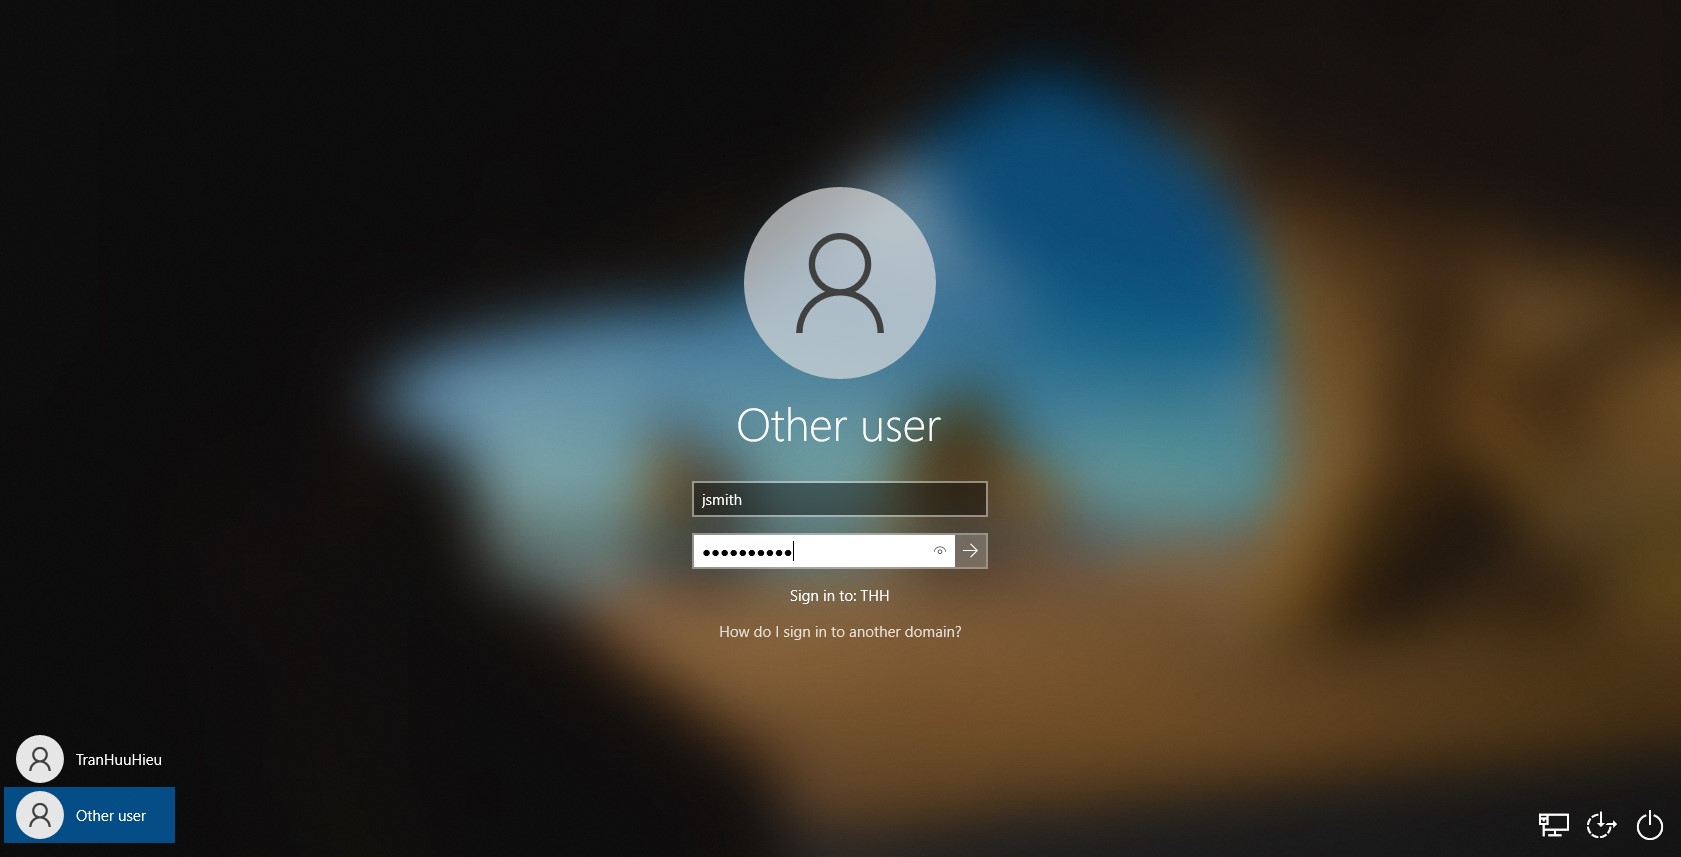 Other user
jsmith
●●●●●●●●●●
Sign in to: THH
How do I sign in to another domain?
TranHuuHieu
Other user